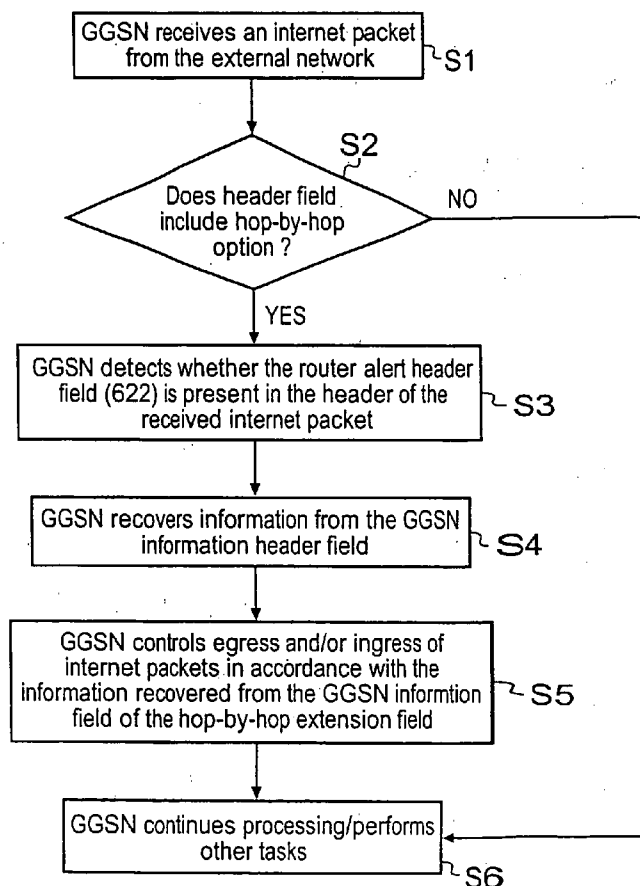 GGSN receives an internet packet
from the external network
S1
S2
Does header field
include hop-by-hop
option ?
NO
YES
GGSN detects whether the router alert header
field (622) is present in the header of the
received internet packet
S3
GGSN recovers information from the GGSN
information header field
S4
GGSN controls egress and/or ingress of
internet packets in accordance with the
information recovered from the GGSN informtion
field of the hop-by-hop extension field
S5
GGSN continues processing/performs
other tasks
S6